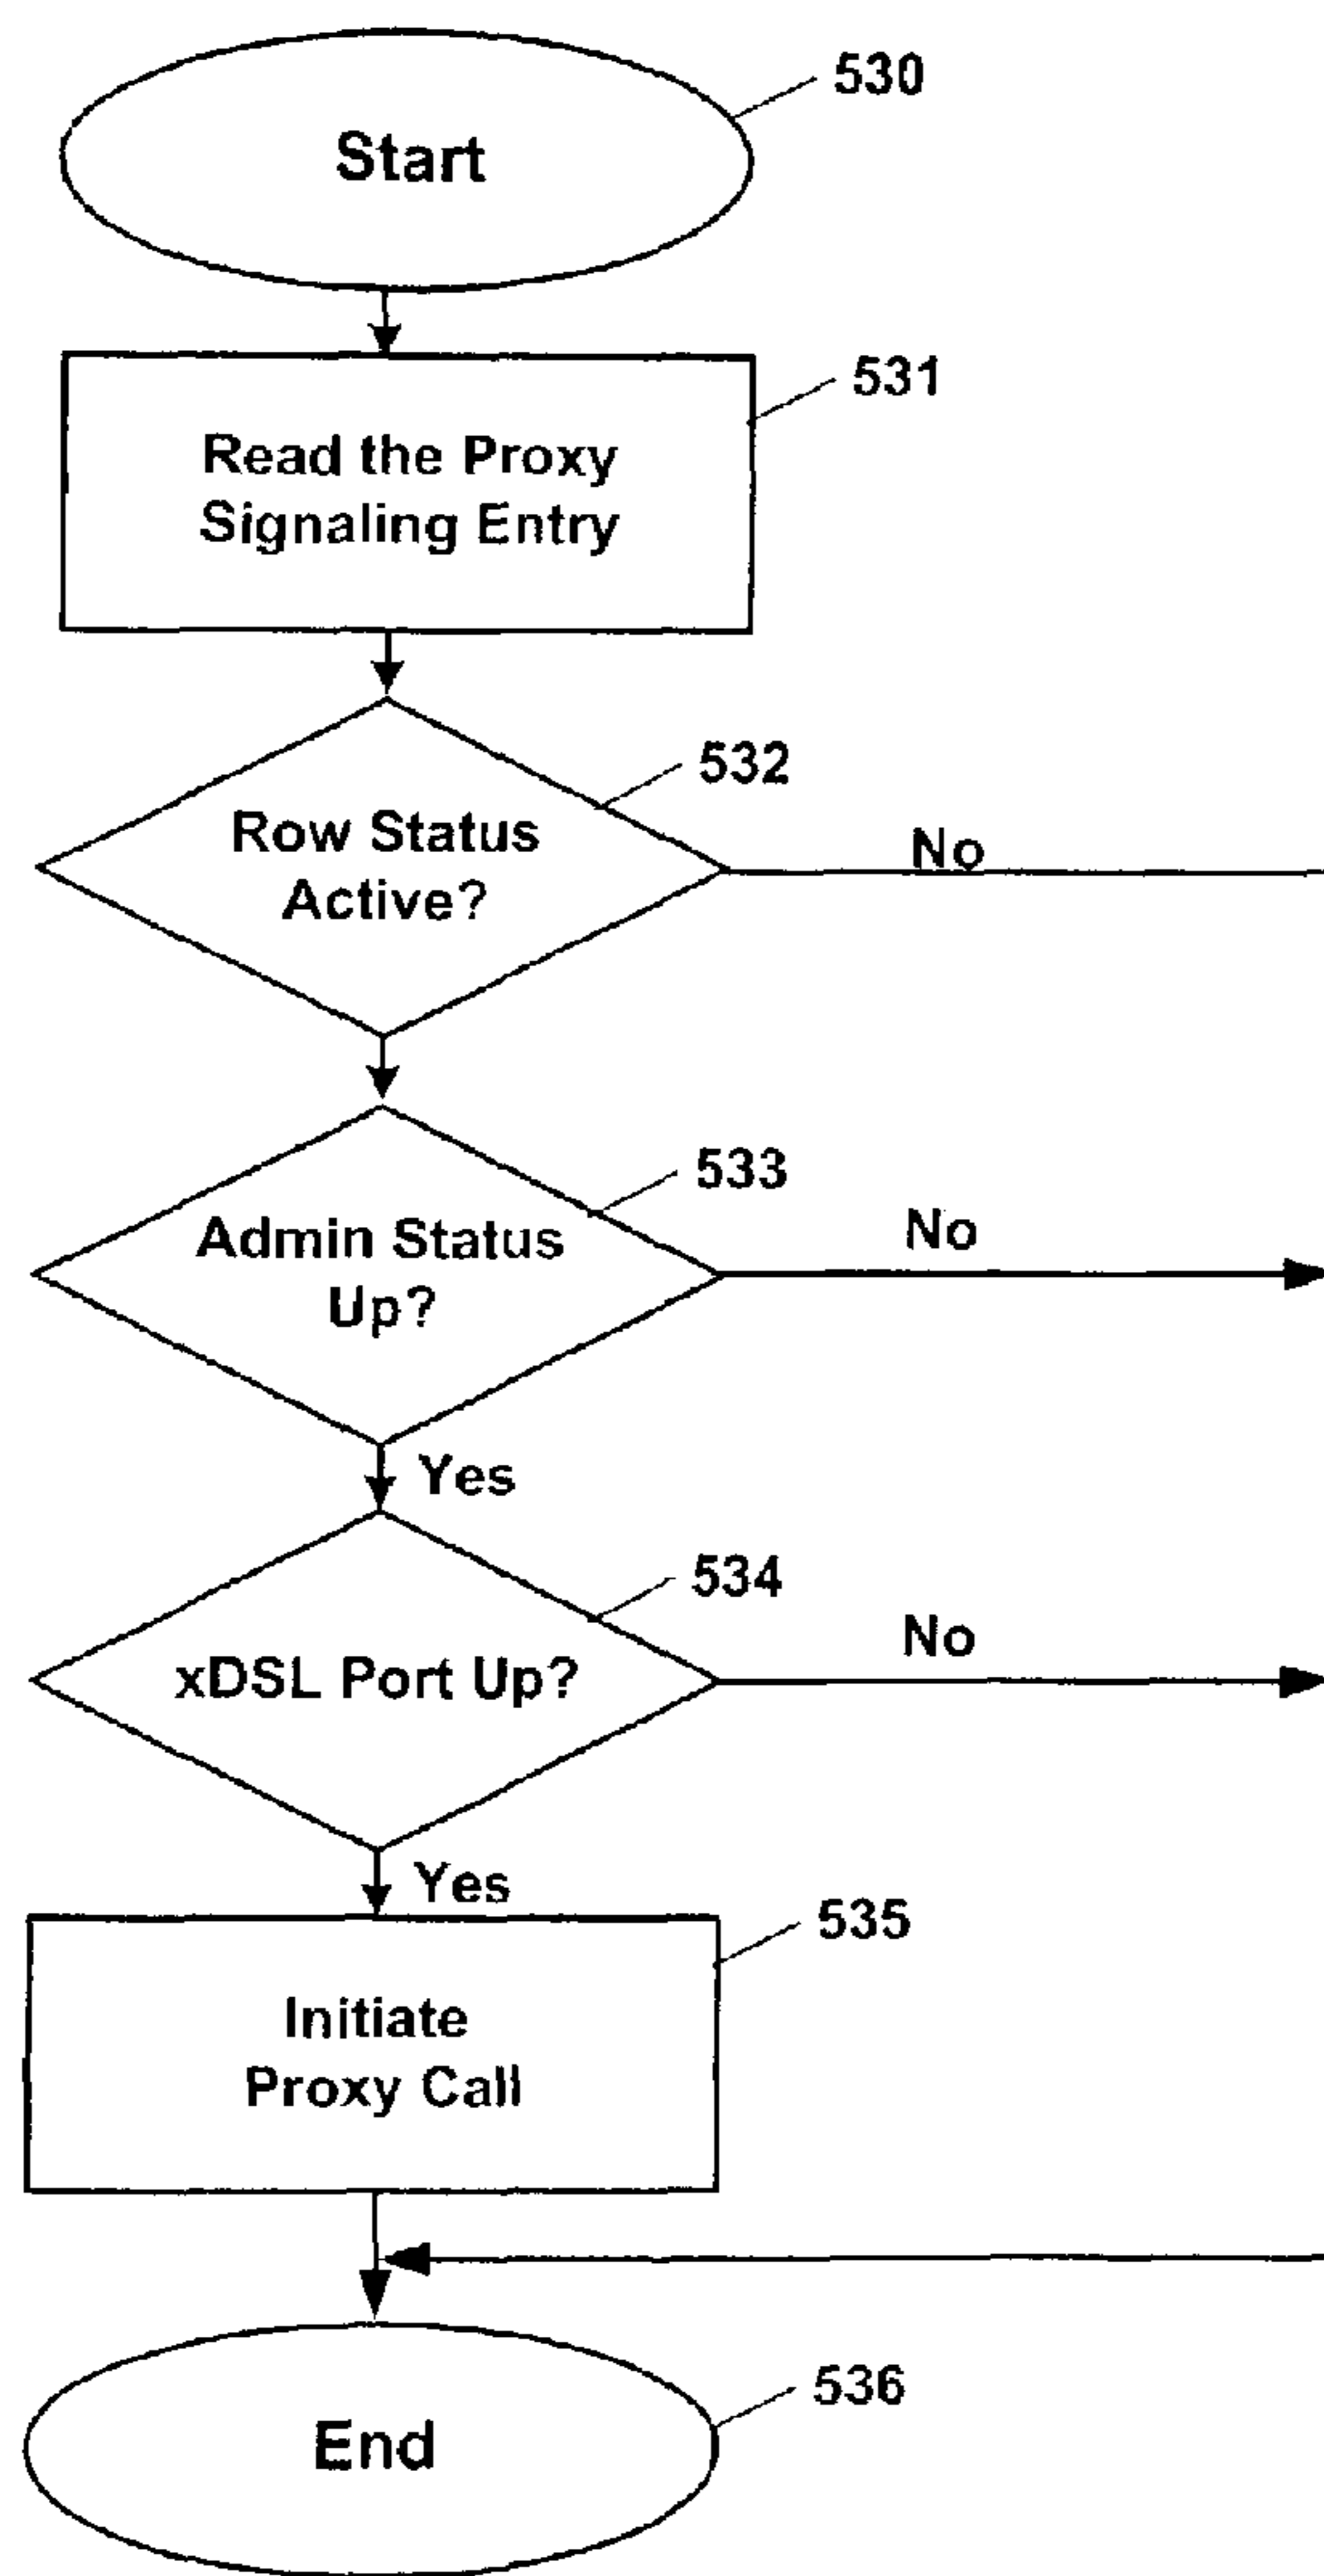 530
Start
531
Read the Proxy
Signaling Entry
532
Row Status
Active?
No
533
Admin Status
Up?
No
Yes
534
xDSL Port Up?
No
Yes
535
Initiate
Proxy Call
536
End